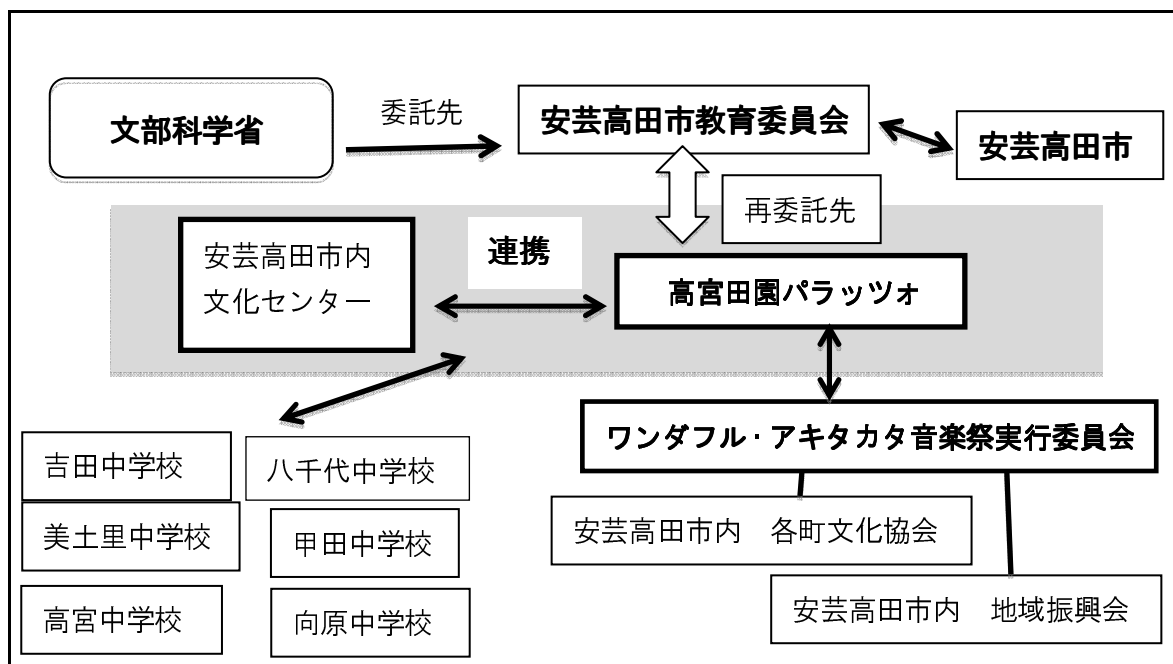 文部科学省
委託先
安芸高田市教育委員会
安芸高田市
再委託先
安芸高田市内
文化センター
連携
高宮田園パラッツォ
ワンダフル・アキタカタ音楽祭実行委員会
吉田中学校
八千代中学校
美土里中学校
甲田中学校
高宮中学校
向原中学校
安芸高田市内　各町文化協会
安芸高田市内　地域振興会